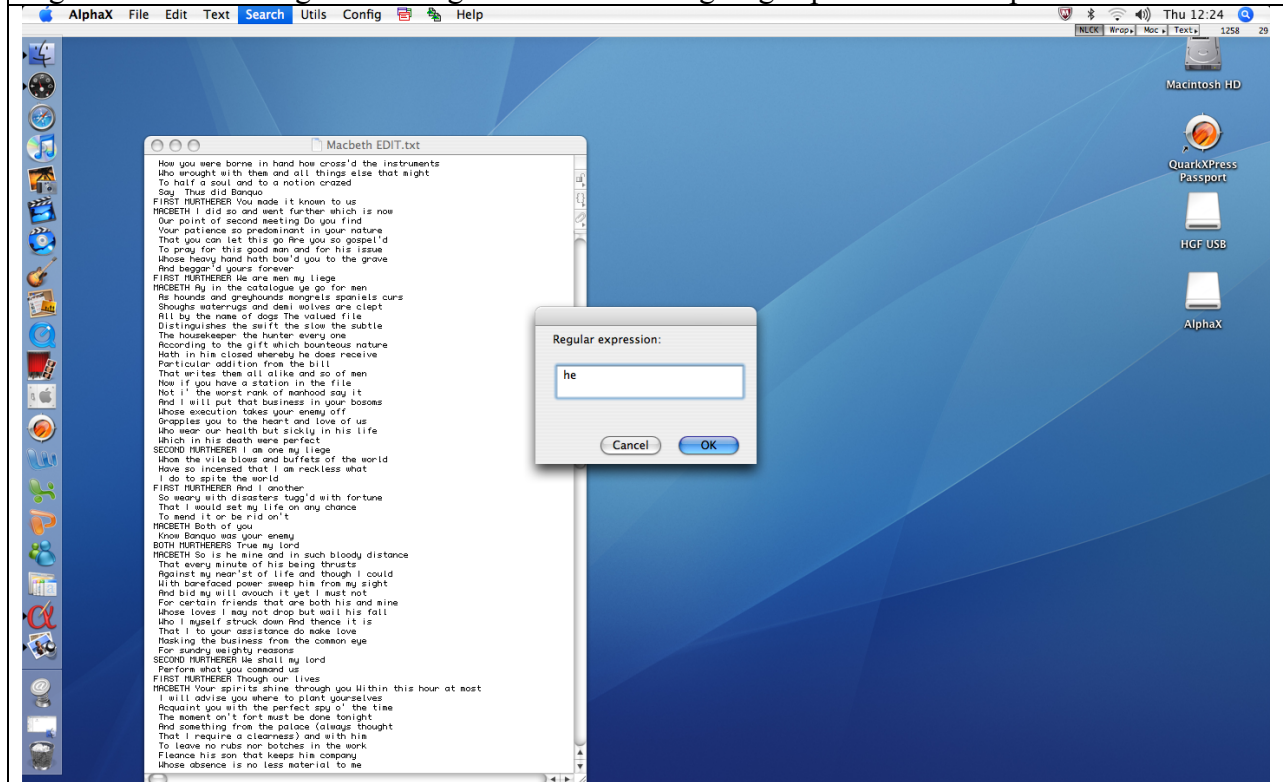 AlphaX File Edit Text Search Utils Config Help Thu 12:24
NLCK Wrap Mac Text 1258 29
Macintosh HD
QuarkXPress
Passport
HGF USB
AlphaX
Macbeth EDIT.txt
How you were borne in hand how cross'd the instruments
Who wrought with them and all things else that might
To half a soul and to a notion crazed
Say Thus did Banquo
FIRST MURTHERER You made it known to us
MACBETH I did so and went further which is now
Our point of second meeting Do you find
Your patience so predominant in your nature
That you can let this go Are you so gospel'd
To pray for this good man and for his issue
Whose heavy hand hath bow'd you to the grave
And beggar'd yours forever
FIRST MURTHERER We are men my liege
MACBETH Ay in the catalogue ye go for men
As hounds and greyhounds mongrels spaniels curs
Shoughs waterrugs and demi wolves are clept
All by the name of dogs The valued file
Distinguishes the swift the slow the subtle
The housekeeper the hunter every one
According to the gift which bounteous nature
Hath in him closed whereby he does receive
Particular addition from the bill
That writes them all alike and so of men
Now if you have a station in the file
Not i' the worst rank of manhood say it
And I will put that business in your bosoms
Whose execution takes your enemy off
Grapples you to the heart and love of us
Who wear our health but sickly in his life
Which in his death were perfect
SECOND MURTHERER I am one my liege
Whom the vile blows and buffets of the world
Have so incensed that I am reckless what
I do to spite the world
FIRST MURTHERER And I another
So weary with disasters tugg'd with fortune
That I would set my life on any chance
To mend it or be rid on't
MACBETH Both of you
Know Banquo was your enemy
BOTH MURTHERERS True my lord
MACBETH So is he mine and in such bloody distance
That every minute of his being thrusts
Against my near'st of life and though I could
With barefaced power sweep him from my sight
And bid my will avouch it yet I must not
For certain friends that are both his and mine
Whose loves I may not drop but wail his fall
Who I myself struck down And thence it is
That I to your assistance do make love
Masking the business from the common eye
For sundry weighty reasons
SECOND MURTHERER We shall my lord
Perform what you command us
FIRST MURTHERER Though our lives
MACBETH Your spirits shine through you Within this hour at most
I will advise you where to plant yourselves
Acquaint you with the perfect spy o' the time
The moment on't fort must be done tonight
And something from the palace (always thought
That I require a clearness) and with him
To leave no rubs nor botches in the work
Fleance his son that keeps him company
Whose absence is no less material to me
Regular expression:
he
Cancel OK